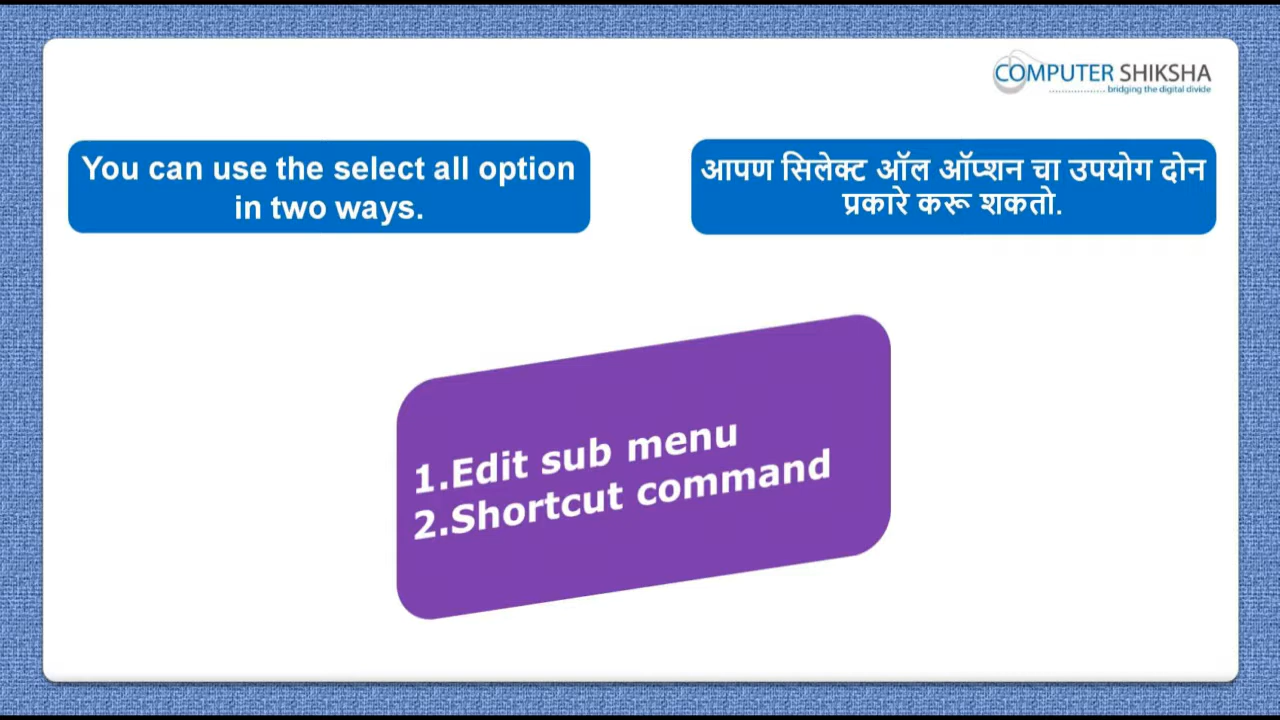 COMPUTER SHIKSHA
bridging the digital divide
You can use the select all option
in two ways.
आपण सिलेक्ट ऑल ऑप्शन चा उपयोग दोन
प्रकारे करू शकतो.
1.Edit sub menu
2.Shortcut command